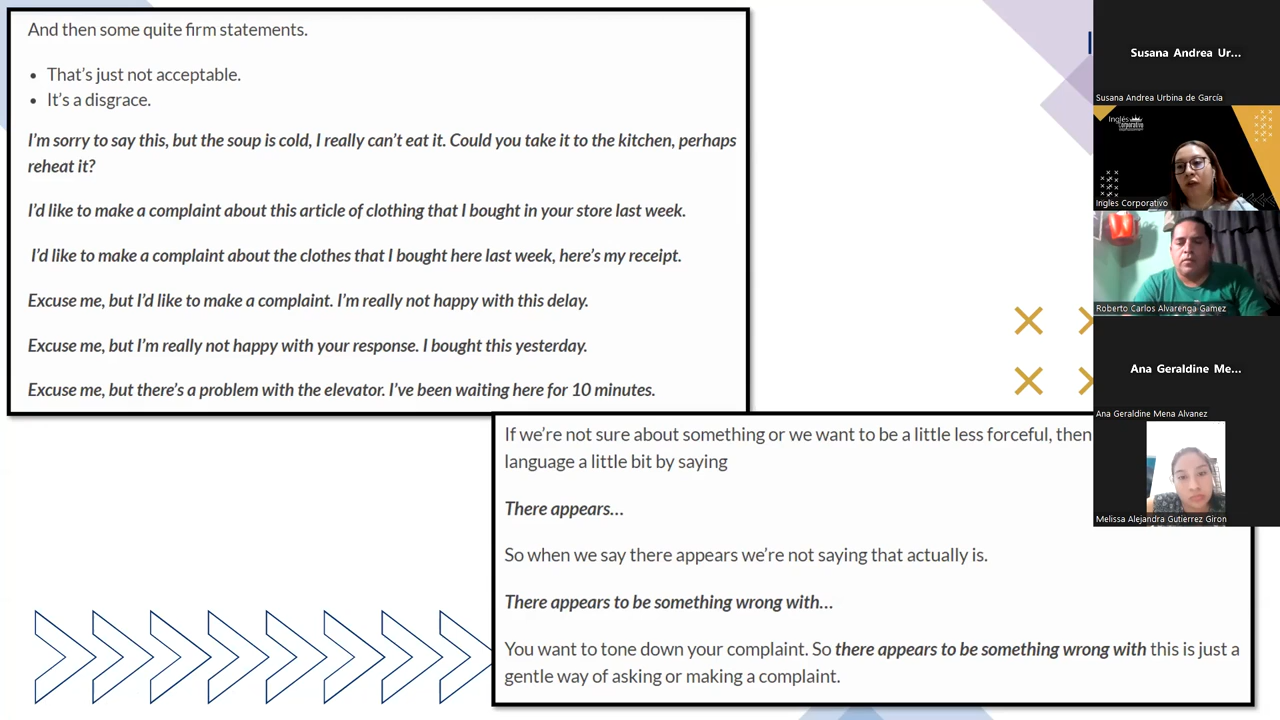 And then some quite firm statements.
• That's just not acceptable.
• It's a disgrace.
I'm sorry to say this, but the soup is cold, I really can't eat it. Could you take it to the kitchen, perhaps
reheat it?
I'd like to make a complaint about this article of clothing that I bought in your store last week.
I'd like to make a complaint about the clothes that I bought here last week, here's my receipt.
Excuse me, but I'd like to make a complaint. I'm really not happy with this delay.
Excuse me, but I'm really not happy with your response. I bought this yesterday.
Excuse me, but there's a problem with the elevator. I've been waiting here for 10 minutes.
If we're not sure about something or we want to be a little less forceful, then
language a little bit by saying
There appears...
So when we say there appears we're not saying that actually is.
There appears to be something wrong with...
You want to tone down your complaint. So there appears to be something wrong with this is just a
gentle way of asking or making a complaint.
Susana Andrea Ur...
Susana Andrea Urbina de García
Inglés
Corporativo
Ingles Corporativo
Roberto Carlos Alvarenga Gamez
Ana Geraldine Me...
Ana Geraldine Mena Alvanez
Melissa Alejandra Gutierrez Giron